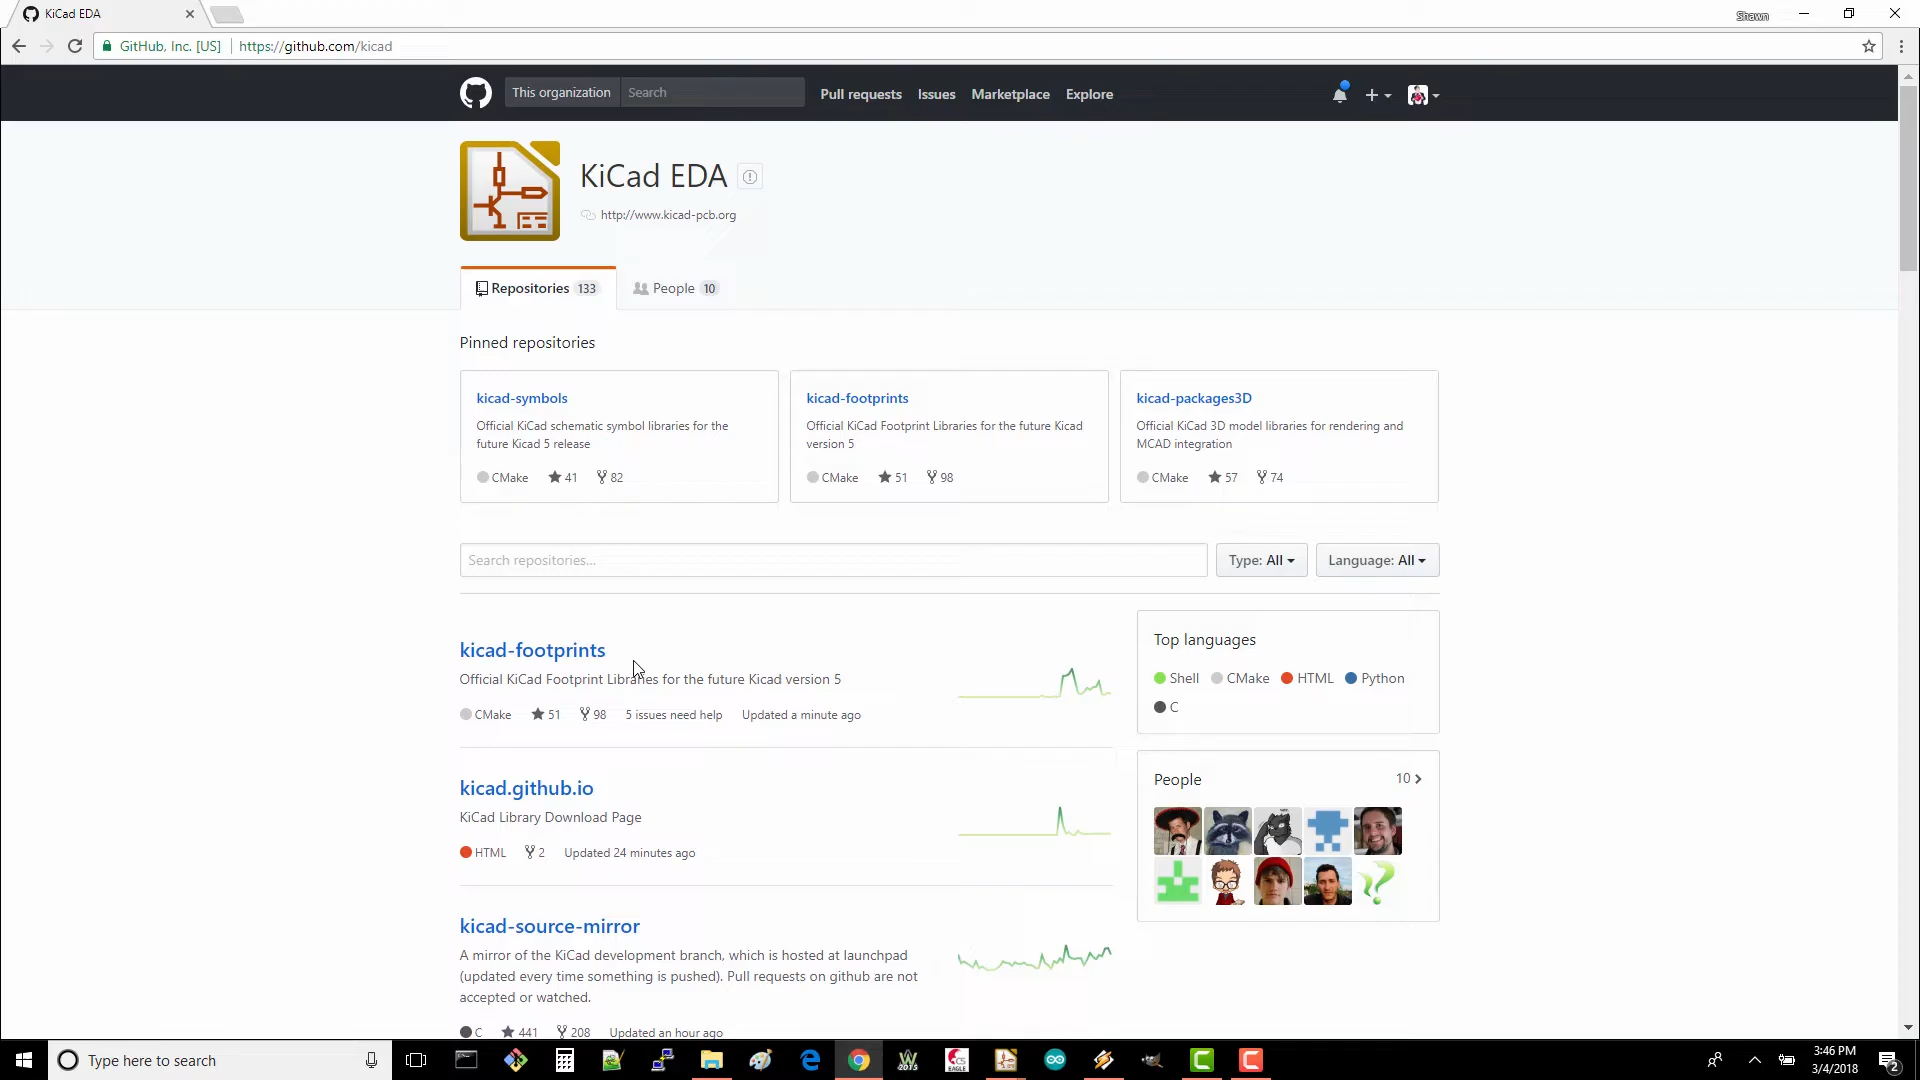 KiCad EDA
Shawn
GitHub, Inc. [US]
https://github.com/kicad
This organization
Search
Pull requests
Issues
Marketplace
Explore
KiCad EDA
http://www.kicad-pcb.org
Repositories 133
People 10
Pinned repositories
kicad-symbols
Official KiCad schematic symbol libraries for the
future Kicad 5 release
CMake 41 82
kicad-footprints
Official KiCad Footprint Libraries for the future Kicad
version 5
CMake 51 98
kicad-packages3D
Official KiCad 3D model libraries for rendering and
MCAD integration
CMake 57 74
Search repositories...
Type: All
Language: All
kicad-footprints
Official KiCad Footprint Libraries for the future Kicad version 5
CMake 51 98 5 issues need help Updated a minute ago
kicad.github.io
KiCad Library Download Page
HTML 2 Updated 24 minutes ago
kicad-source-mirror
A mirror of the KiCad development branch, which is hosted at launchpad
(updated every time something is pushed). Pull requests on github are not
accepted or watched.
C 441 208 Updated an hour ago
Top languages
Shell CMake HTML Python
C
People 10
Type here to search
W
2015
CS
EAGLE
3:46 PM
3/4/2018
2